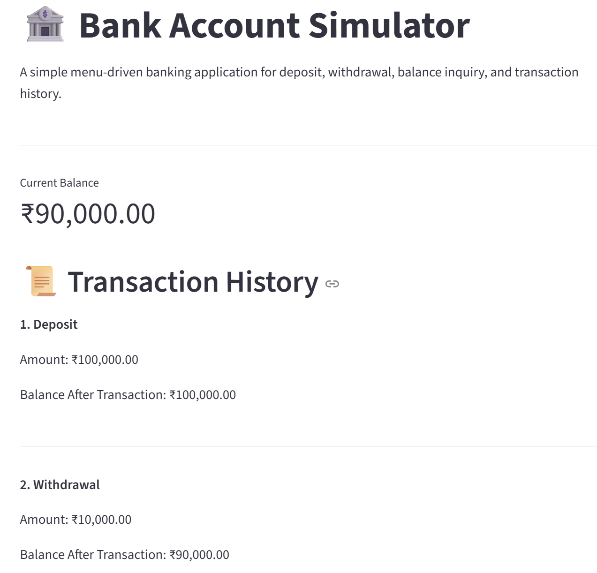 Bank Account Simulator
A simple menu-driven banking application for deposit, withdrawal, balance inquiry, and transaction
history.
Current Balance
₹90,000.00
Transaction History
1. Deposit
Amount: ₹100,000.00
Balance After Transaction: ₹100,000.00
2. Withdrawal
Amount: ₹10,000.00
Balance After Transaction: ₹90,000.00